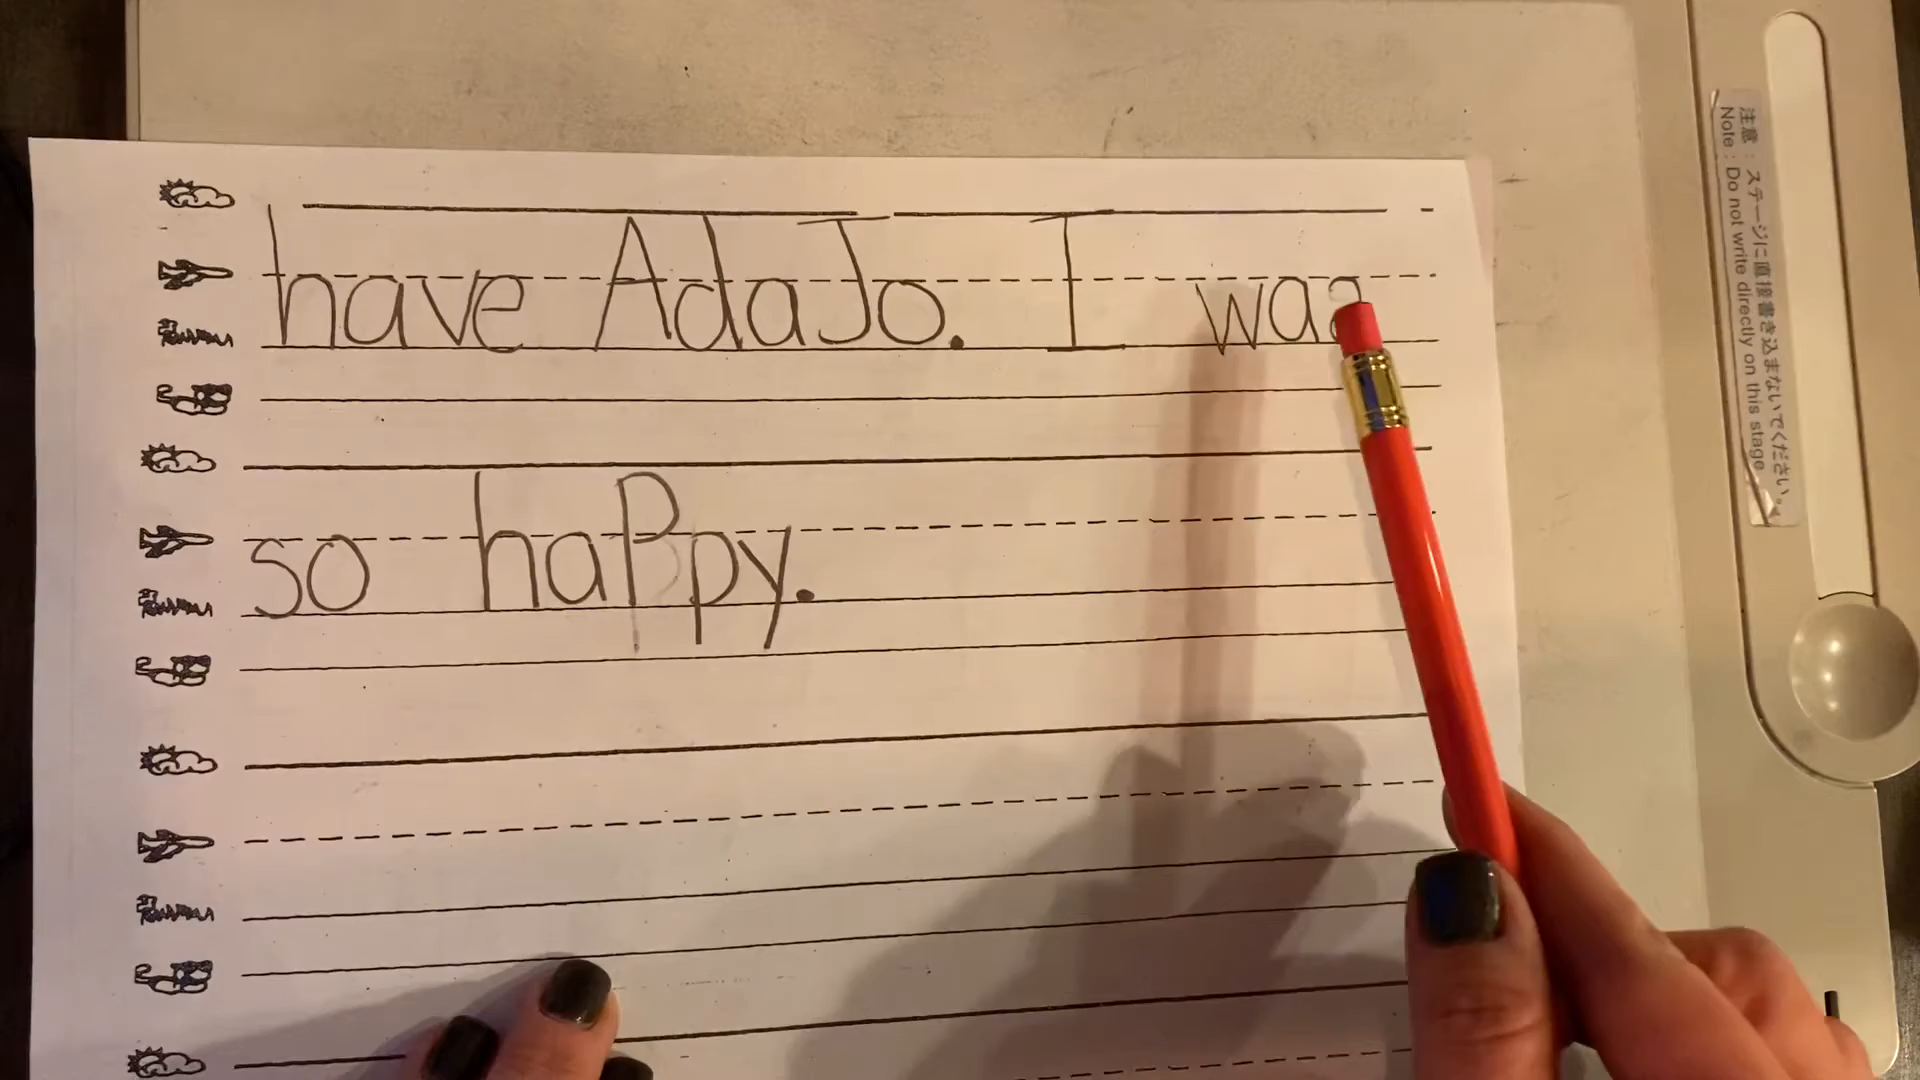 have AdaJo. I was
so happy.
注意：ステージに直接書き込まないでください。
Note : Do not write directly on this stage